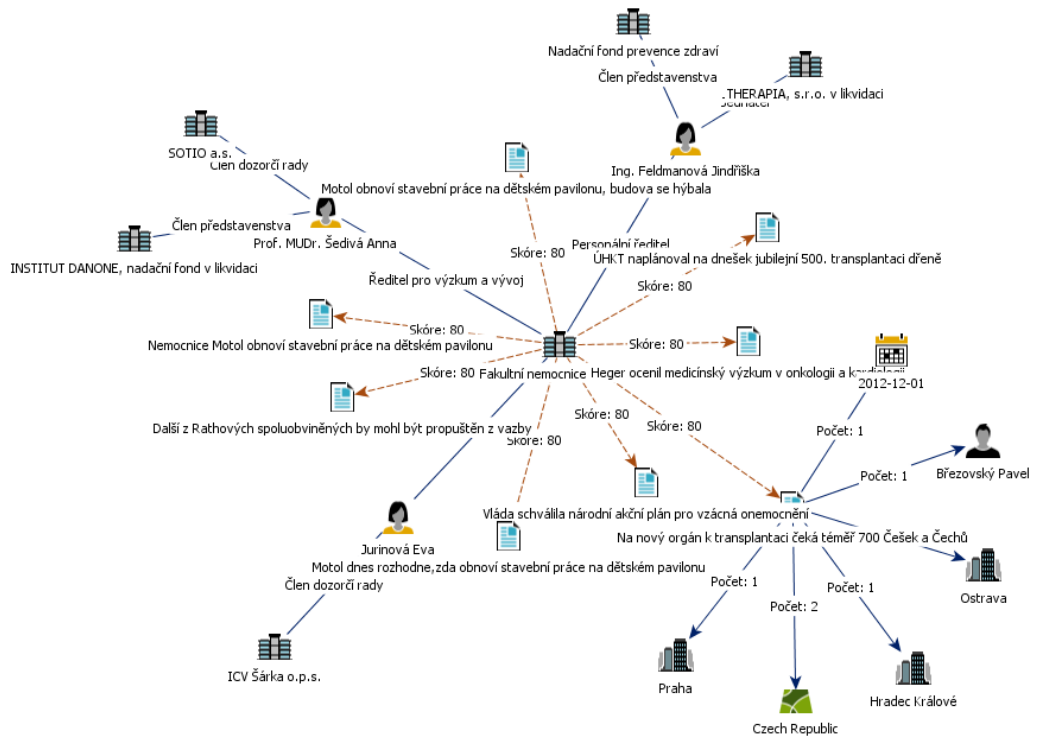 Nadační fond prevence zdraví
Člen představenstva
.THERAPIA, s.r.o. v likvidaci
Jednatel
SOTIO a.s.
Člen dozorčí rady
Ing. Feldmanová Jindřiška
Motol obnoví stavební práce na dětském pavilonu, budova se hýbala
Člen představenstva
Prof. MUDr. Šedivá Anna
INSTITUT DANONE, nadační fond v likvidaci
Personální ředitel
Skóre: 80
ÚHKT naplánoval na dnešek jubilejní 500. transplantaci dřeně
Ředitel pro výzkum a vývoj
Skóre: 80
Skóre: 80
Nemocnice Motol obnoví stavební práce na dětském pavilonu
Skóre: 80
Skóre: 80
Fakultní nemocnice
Heger ocenil medicínský výzkum v onkologii a kardiologii
2012-12-01
Skóre: 80
Skóre: 80
Další z Rathových spoluobviněných by mohl být propuštěn z vazby
Skóre: 80
Počet: 1
Počet: 1
Březovský Pavel
Vláda schválila národní akční plán pro vzácná onemocnění
Na nový orgán k transplantaci čeká téměř 700 Češek a Čechů
Jurinová Eva
Motol dnes rozhodne,zda obnoví stavební práce na dětském pavilonu
Člen dozorčí rady
Počet: 1
Počet: 1
Počet: 2
Ostrava
ICV Šárka o.p.s.
Praha
Hradec Králové
Czech Republic